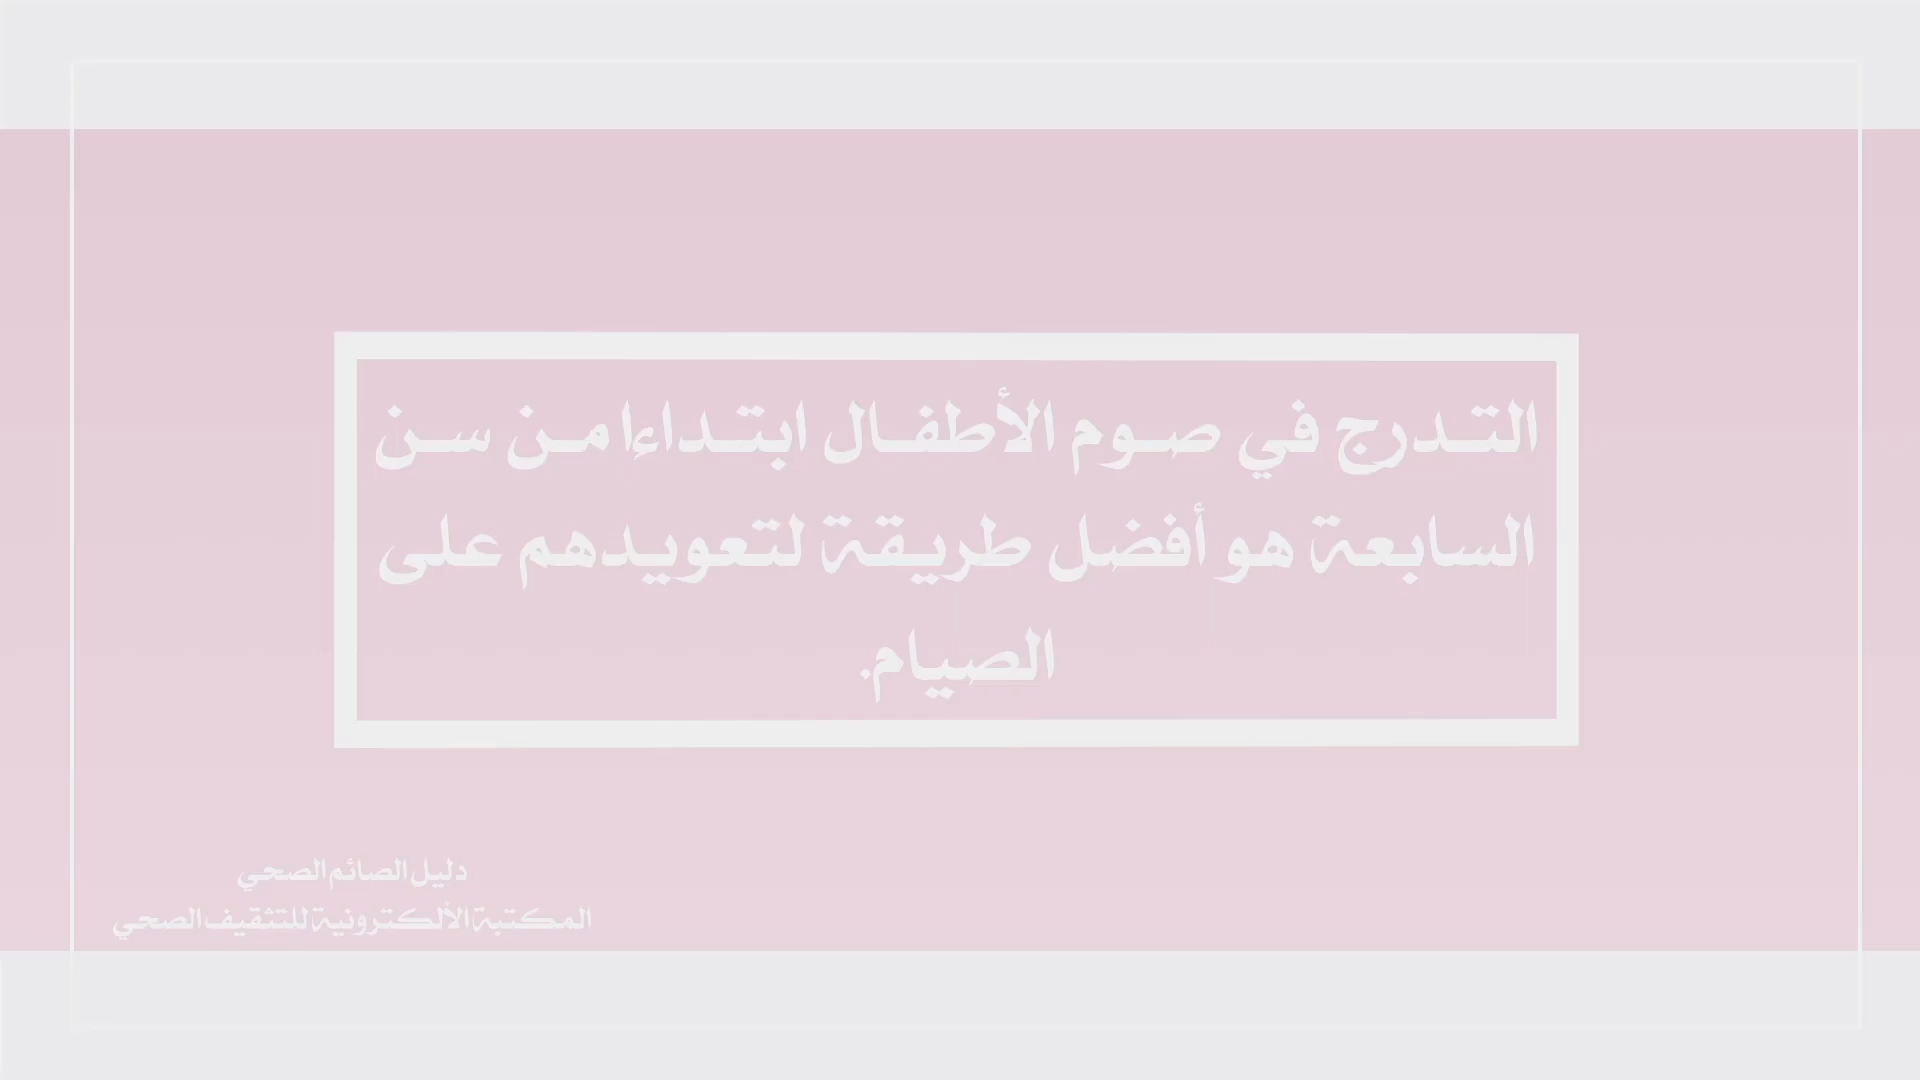 التدرج في صوم الأطفال ابتداءا من سن
السابعة هو أفضل طريقة لتعويدهم على
الصيام.
دليل الصائم الصحي
المكتبة الألكترونية للتثقيف الصحي